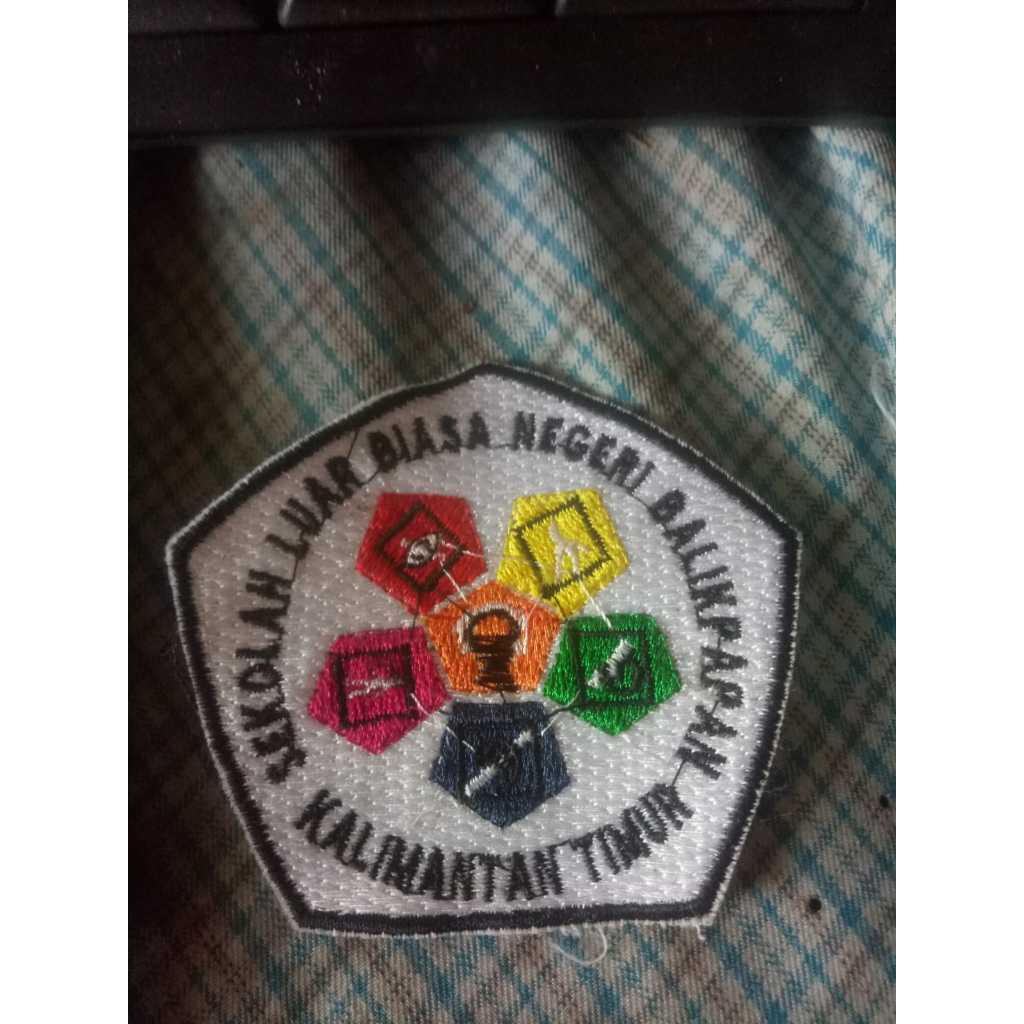 SEKOLAH LUAR BIASA NEGERI BALIKPAPAN
KALIMANTAN TIMUR